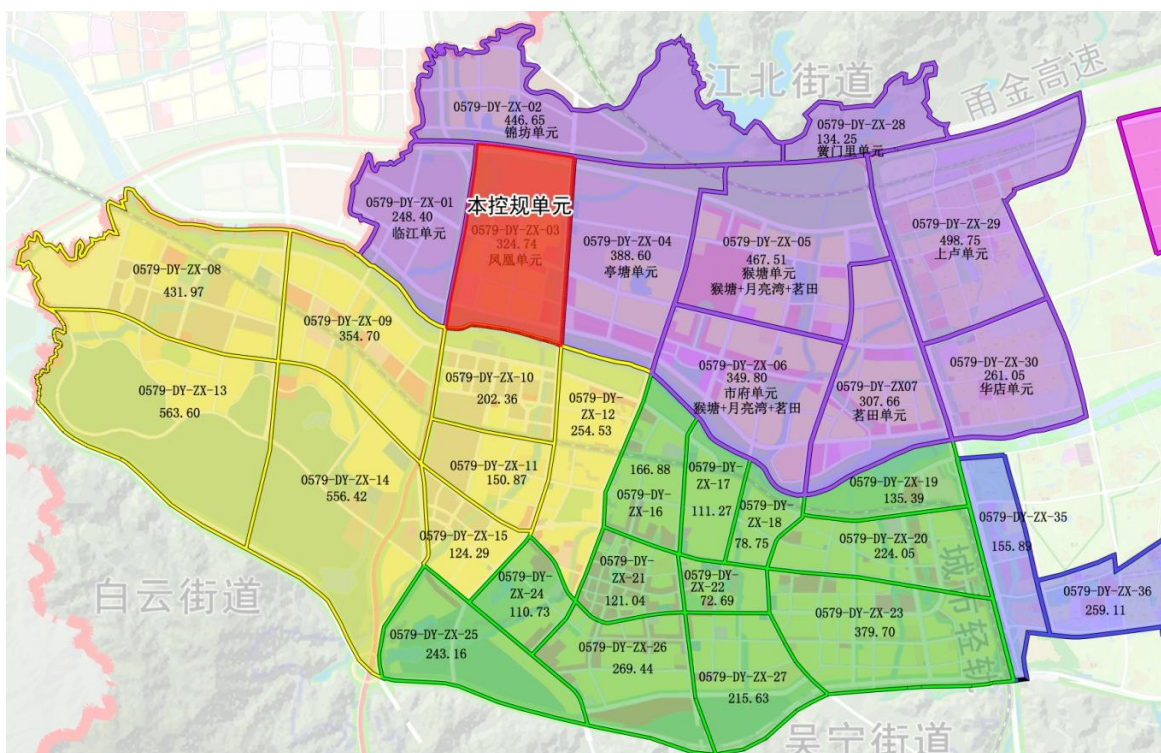 江北街道
甬金高速
0579-DY-ZX-02
446.65
锦坊单元
0579-DY-ZX-28
134.25
黉门里单元
0579-DY-ZX-01
248.40
临江单元
本控规单元
0579-DY-ZX-03
324.74
凤凰单元
0579-DY-ZX-04
388.60
亭塘单元
0579-DY-ZX-05
467.51
猴塘单元
猴塘+月亮湾+茗田
0579-DY-ZX-29
498.75
上卢单元
0579-DY-ZX-08
431.97
0579-DY-ZX-09
354.70
0579-DY-ZX-10
202.36
0579-DY-
ZX-12
254.53
0579-DY-ZX-06
349.80
市府单元
猴塘+月亮湾+茗田
0579-DY-ZX07
307.66
茗田单元
0579-DY-ZX-30
261.05
华店单元
0579-DY-ZX-13
563.60
0579-DY-ZX-14
556.42
0579-DY-ZX-11
150.87
0579-DY-ZX-15
124.29
166.88
0579-DY-
ZX-16
0579-DY-
ZX-17
111.27
0579-DY-
ZX-18
78.75
0579-DY-ZX-19
135.39
0579-DY-ZX-20
224.05
0579-DY-ZX-35
155.89
0579-DY-ZX-36
259.11
0579-DY-
ZX-21
121.04
0579-DY-
ZX-22
72.69
0579-DY-ZX-23
379.70
0579-DY-
ZX-24
110.73
0579-DY-ZX-25
243.16
0579-DY-ZX-26
269.44
0579-DY-ZX-27
215.63
白云街道
城市轻轨
吴宁街道